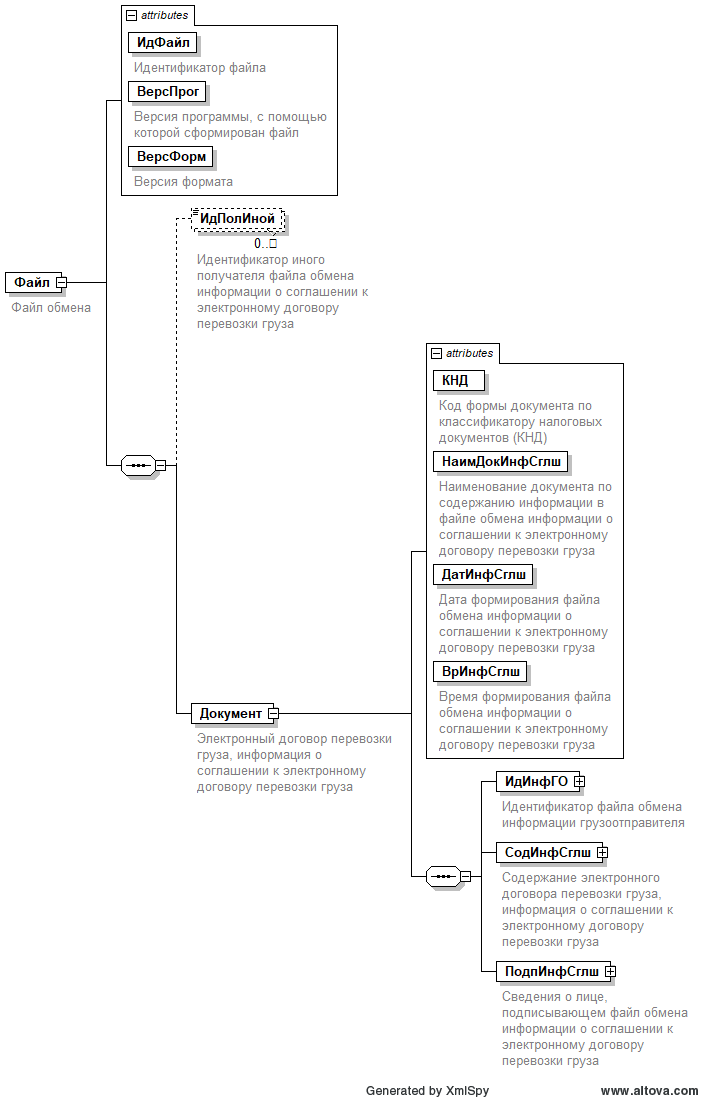 attributes
ИдФайл
Идентификатор файла
ВерсПрог
Версия программы, с помощью
которой сформирован файл
ВерсФорм
Версия формата
ИдПолИной
0..
Идентификатор иного
получателя файла обмена
информации о соглашении к
электронному договору
перевозки груза
Файл
Файл обмена
attributes
КНД
Код формы документа по
классификатору налоговых
документов (КНД)
НаимДокИнфСглш
Наименование документа по
содержанию информации в
файле обмена информации о
соглашении к электронному
договору перевозки груза
ДатИнфСглш
Дата формирования файла
обмена информации о
соглашении к электронному
договору перевозки груза
ВрИнфСглш
Время формирования файла
обмена информации о
соглашении к электронному
договору перевозки груза
Документ
Электронный договор перевозки
груза, информация о
соглашении к электронному
договору перевозки груза
ИдИнфГО
Идентификатор файла обмена
информации грузоотправителя
СодИнфСглш
Содержание электронного
договора перевозки груза,
информация о соглашении к
электронному договору
перевозки груза
ПодпИнфСглш
Сведения о лице,
подписывающем файл обмена
информации о соглашении к
электронному договору
перевозки груза
Generated by XmlSpy
www.altova.com